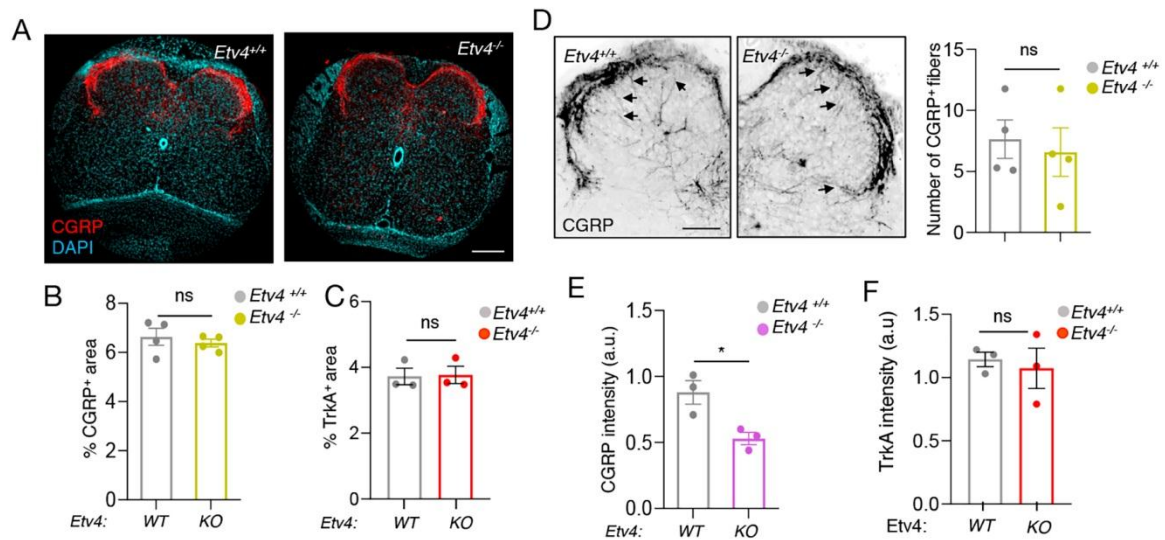 A
Etv4+/+
Etv4-/-
CGRP
DAPI
D
Etv4+/+
Etv4-/-
CGRP
Number of CGRP+ fibers
15
10
5
0
ns
Etv4 +/+
Etv4 -/-
B
% CGRP+ area
8
6
4
2
0
ns
Etv4 +/+
Etv4 -/-
Etv4: WT KO
C
% TrkA+ area
6
4
2
0
ns
Etv4+/+
Etv4-/-
Etv4: WT KO
E
CGRP intensity (a.u.)
1.5
1.0
0.5
0.0
*
Etv4 +/+
Etv4 -/-
Etv4: WT KO
F
TrkA intensity (a.u)
1.5
1.0
0.5
0.0
ns
Etv4+/+
Etv4-/-
Etv4: WT KO